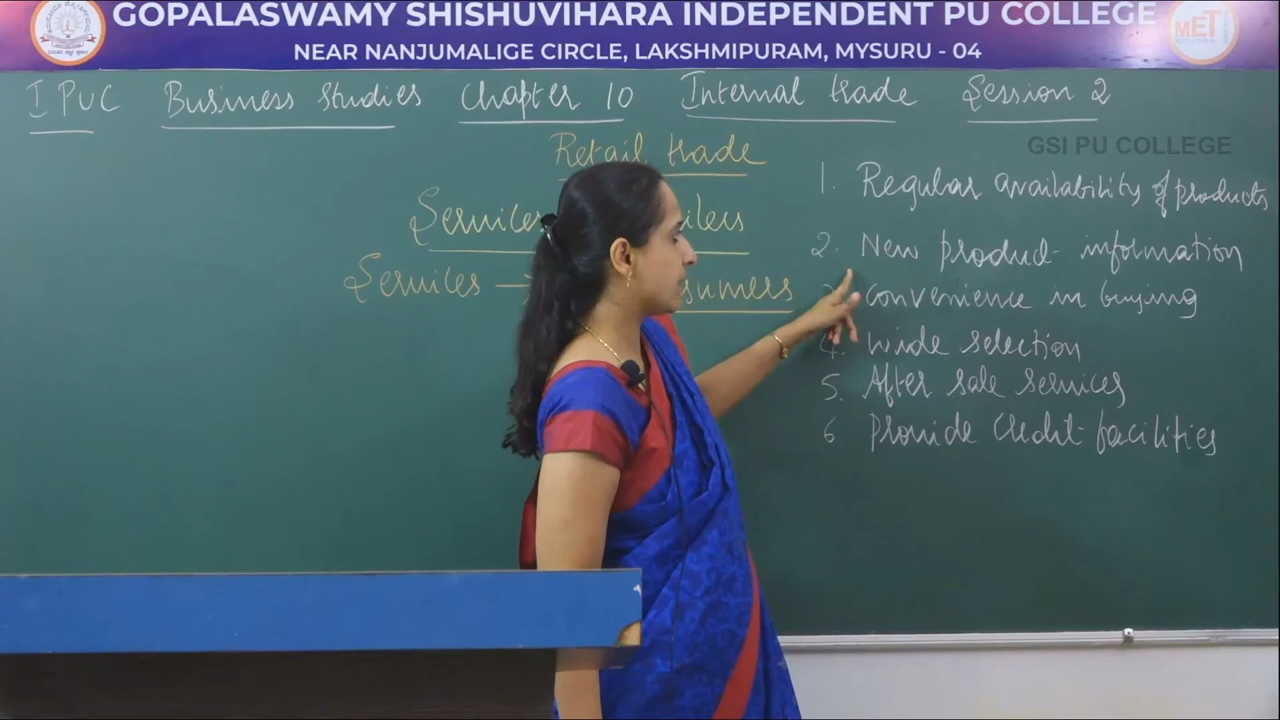 GOPALASWAMY SHISHUVIHARA INDEPENDENT PU COLLEGE
NEAR NANJUMALIGE CIRCLE, LAKSHMIPURAM, MYSURU - 04
MET
I PUC Business Studies Chapter 10 Internal trade Session 2
GSI PU COLLEGE
Retail trade
Services
Services →
1. Regular availability of products
2. New product information
convenience in buying
4. Wide selection
5. After sale services
6 Provide credit facilities